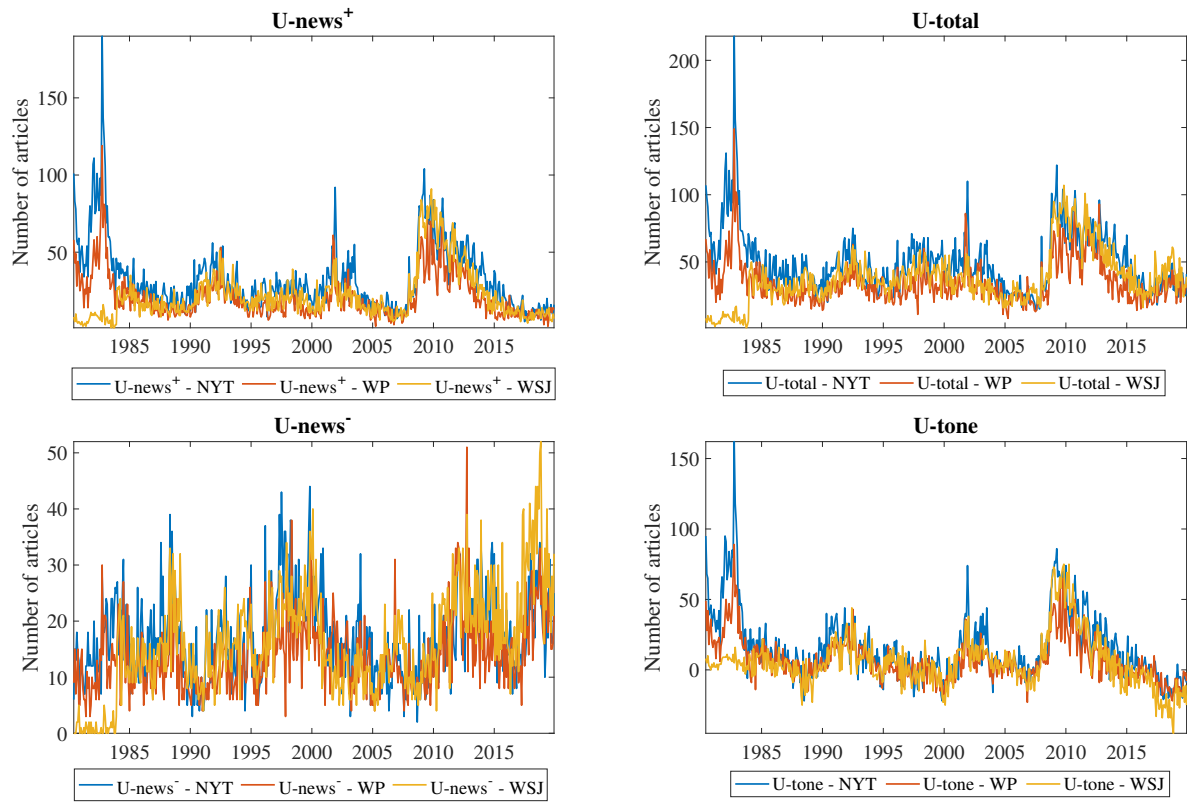 U-news⁺
Number of articles
150
100
50
1985 1990 1995 2000 2005 2010 2015
U-news⁺ - NYT U-news⁺ - WP U-news⁺ - WSJ
U-total
Number of articles
200
150
100
50
1985 1990 1995 2000 2005 2010 2015
U-total - NYT U-total - WP U-total - WSJ
U-news⁻
Number of articles
50
40
30
20
10
0
1985 1990 1995 2000 2005 2010 2015
U-news⁻ - NYT U-news⁻ - WP U-news⁻ - WSJ
U-tone
Number of articles
150
100
50
0
1985 1990 1995 2000 2005 2010 2015
U-tone - NYT U-tone - WP U-tone - WSJ